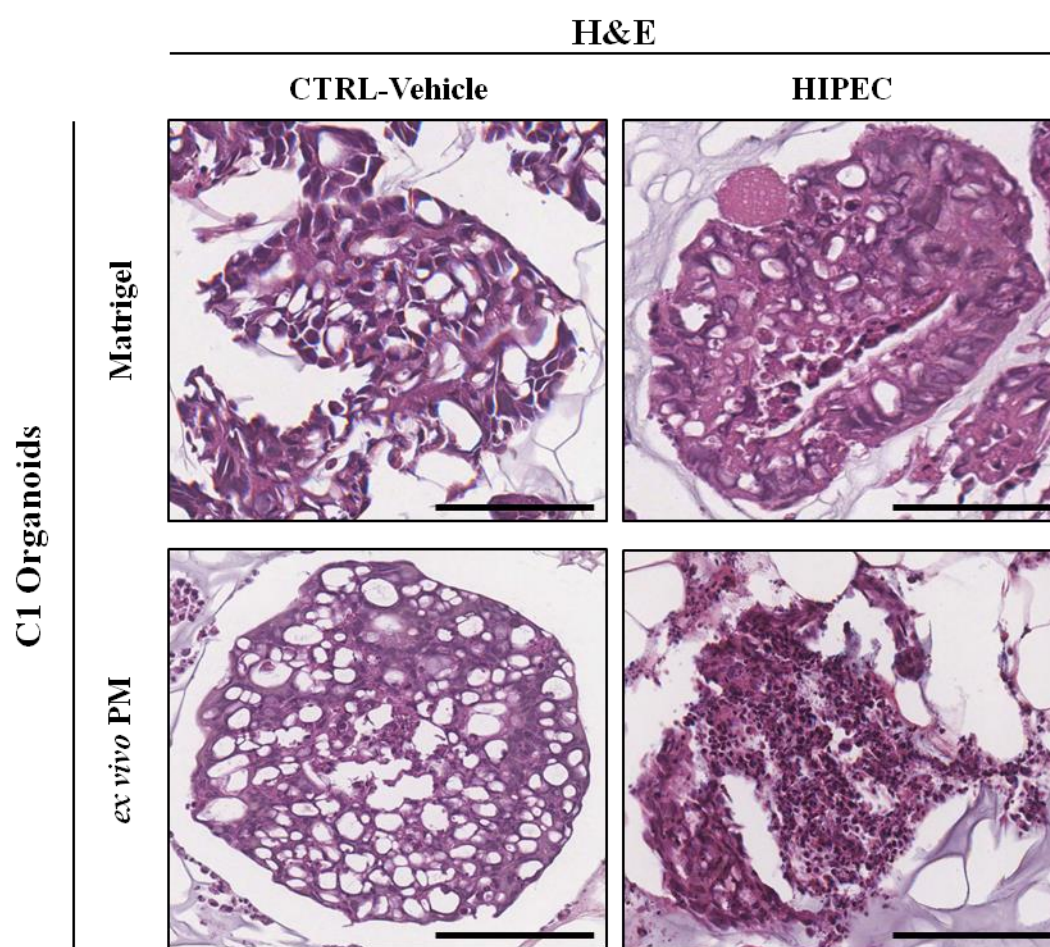 H&E
CTRL-Vehicle
HIPEC
C1 Organoids
Matrigel
ex vivo PM